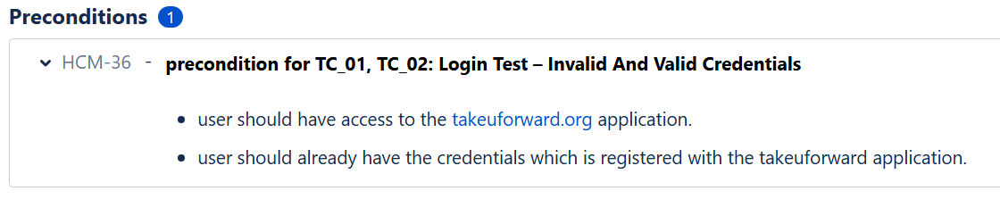 Preconditions 1
HCM-36 - precondition for TC_01, TC_02: Login Test – Invalid And Valid Credentials
• user should have access to the takeuforward.org application.
• user should already have the credentials which is registered with the takeuforward application.